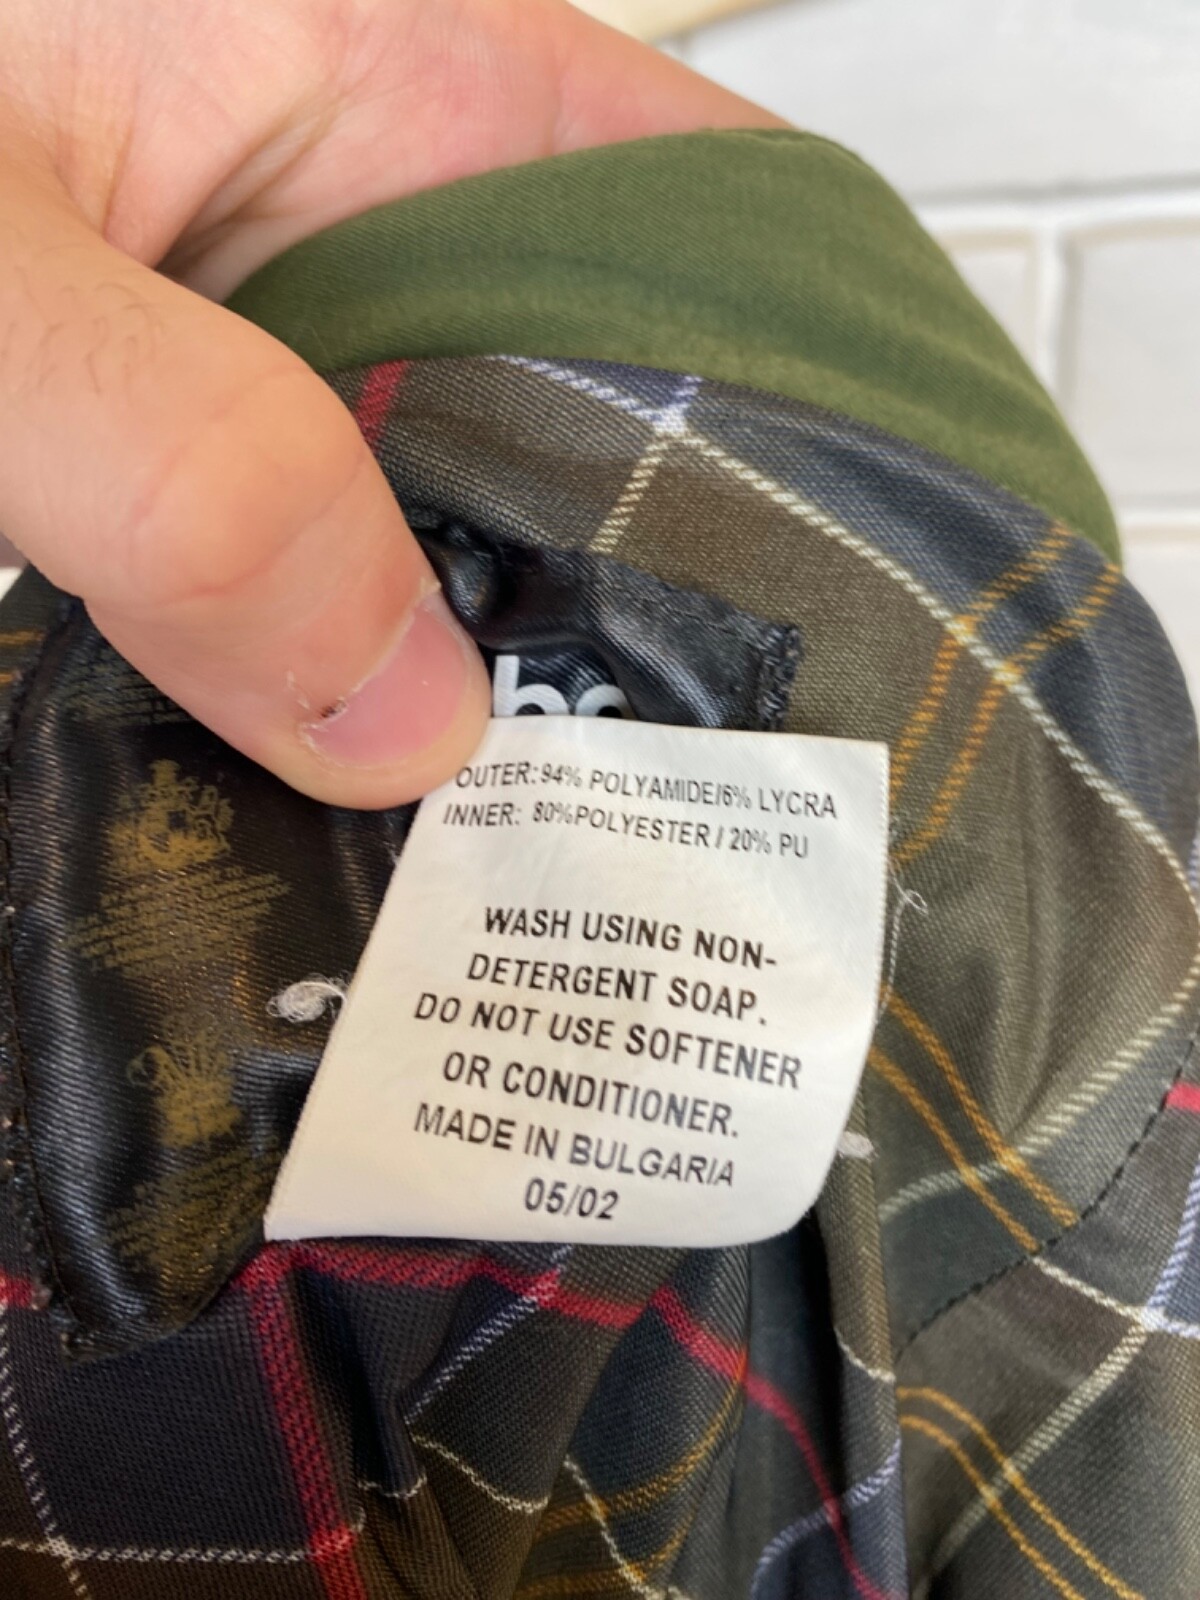 OUTER: 94% POLYAMIDE/6% LYCRA
INNER: 80%POLYESTER / 20% PU
WASH USING NON-
DETERGENT SOAP.
DO NOT USE SOFTENER
OR CONDITIONER.
MADE IN BULGARIA
05/02